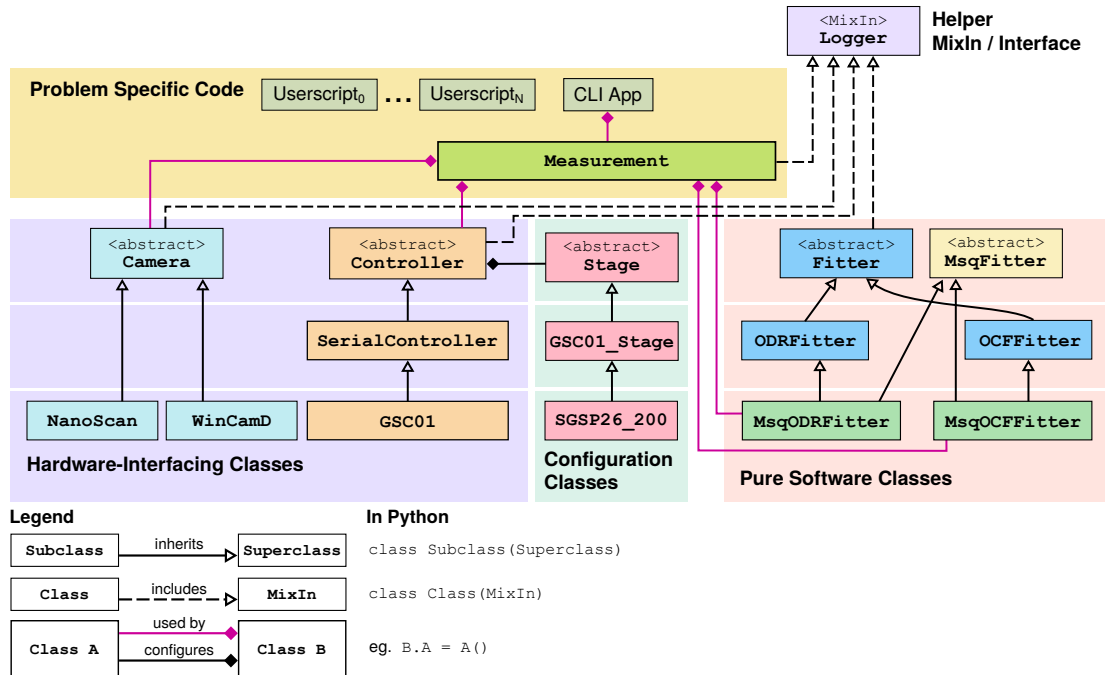 <MixIn>
Logger
Helper
MixIn / Interface
Problem Specific Code
Userscript0
...
UserscriptN
CLI App
Measurement
<abstract>
Camera
<abstract>
Controller
<abstract>
Stage
<abstract>
Fitter
<abstract>
MsqFitter
SerialController
GSC01_Stage
ODRFitter
OCFFitter
NanoScan
WinCamD
GSC01
SGSP26_200
MsqODRFitter
MsqOCFFitter
Hardware-Interfacing Classes
Configuration
Classes
Pure Software Classes
Legend
In Python
Subclass
inherits
Superclass
class Subclass(Superclass)
Class
includes
MixIn
class Class(MixIn)
Class A
used by
configures
Class B
eg. B.A = A()